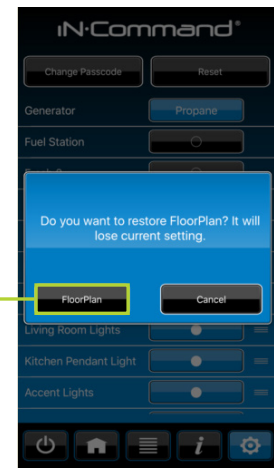 iN·Command®
Change Passcode
Reset
Generator
Propane
Fuel Station
Do you want to restore FloorPlan? It will
lose current setting.
FloorPlan
Cancel
Living Room Lights
Kitchen Pendant Light
Accent Lights
i